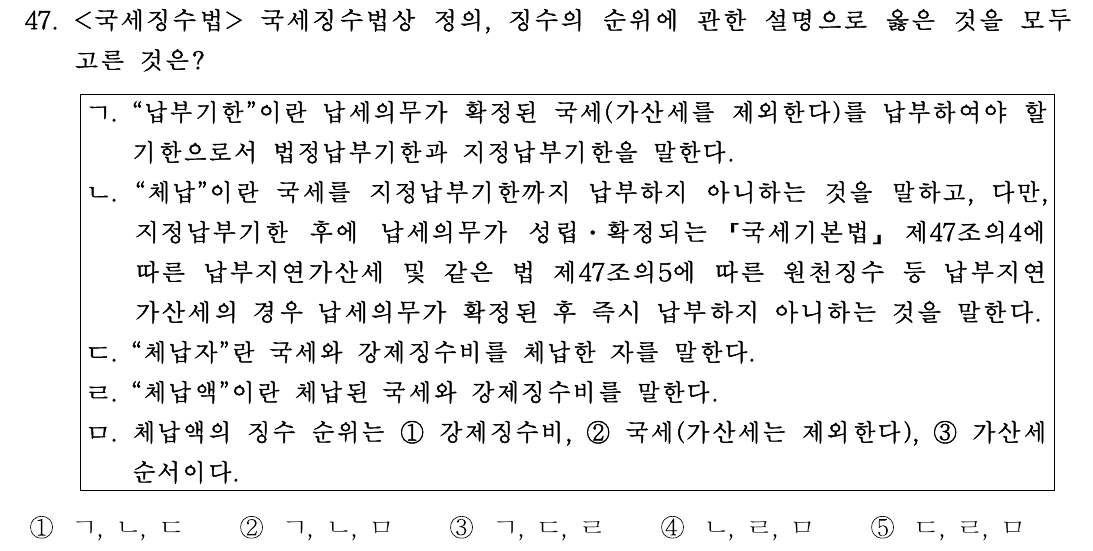 47. <국세징수법> 국세징수법상 정의, 징수의 순위에 관한 설명으로 옳은 것을 모두
고른 것은?
ㄱ. “납부기한”이란 납세의무가 확정된 국세(가산세를 제외한다)를 납부하여야 할
기한으로서 법정납부기한과 지정납부기한을 말한다.
ㄴ. “체납”이란 국세를 지정납부기한까지 납부하지 아니하는 것을 말하고, 다만,
지정납부기한 후에 납세의무가 성립·확정되는 「국세기본법」 제47조의4에
따른 납부지연가산세 및 같은 법 제47조의5에 따른 원천징수 등 납부지연
가산세의 경우 납세의무가 확정된 후 즉시 납부하지 아니하는 것을 말한다.
ㄷ. “체납자”란 국세와 강제징수비를 체납한 자를 말한다.
ㄹ. “체납액”이란 체납된 국세와 강제징수비를 말한다.
ㅁ. 체납액의 징수 순위는 ① 강제징수비, ② 국세(가산세는 제외한다), ③ 가산세
순서이다.
① ㄱ, ㄴ, ㄷ ② ㄱ, ㄴ, ㅁ ③ ㄱ, ㄷ, ㄹ ④ ㄴ, ㄹ, ㅁ ⑤ ㄷ, ㄹ, ㅁ